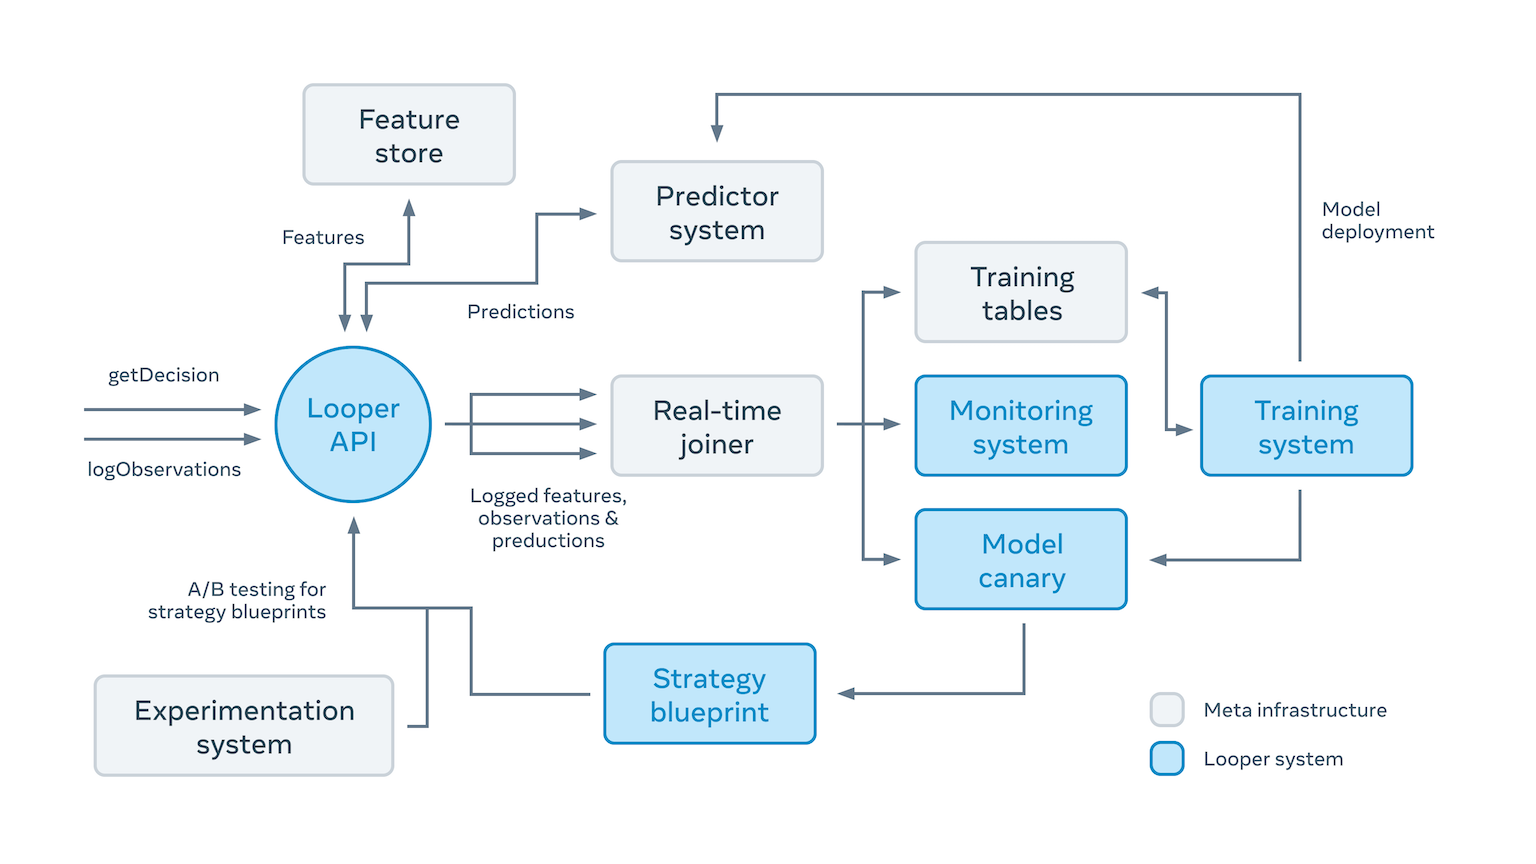 Feature
store
Predictor
system
Model
deployment
Features
Training
tables
Predictions
getDecision
Looper
API
logObservations
Real-time
joiner
Monitoring
system
Training
system
Logged features,
observations &
preductions
Model
canary
A/B testing for
strategy blueprints
Strategy
blueprint
Experimentation
system
Meta infrastructure
Looper system